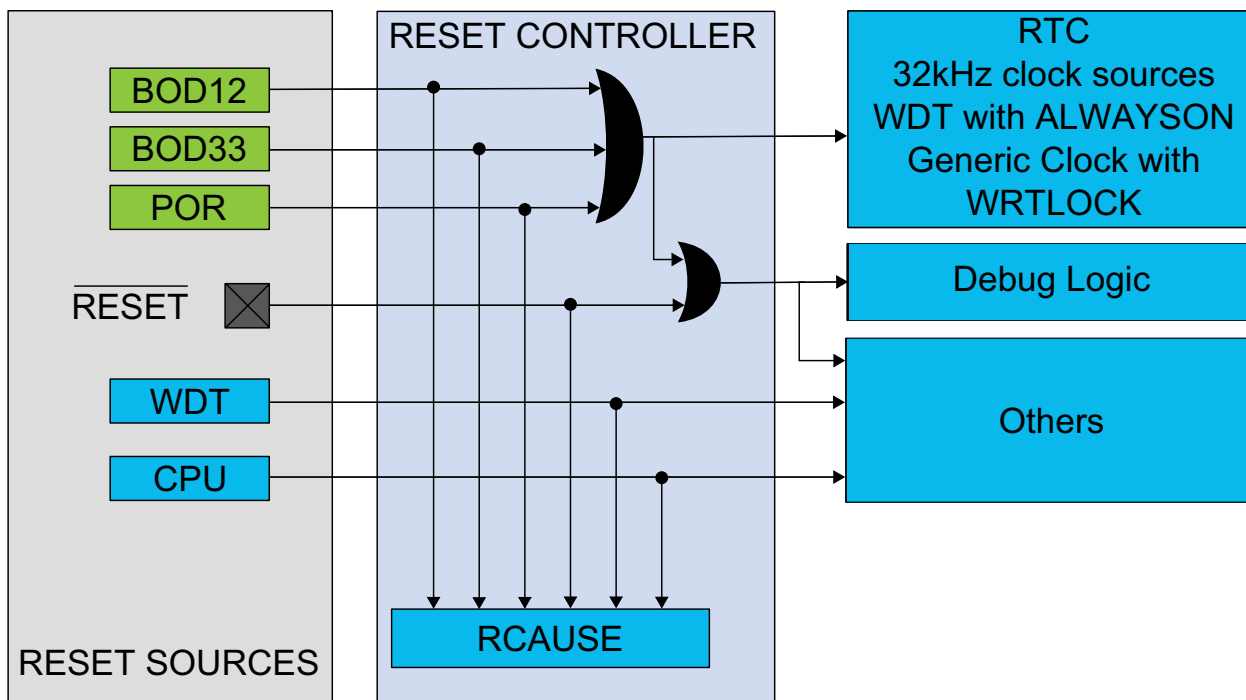 RESET SOURCES
BOD12
BOD33
POR
RESET
WDT
CPU
RESET CONTROLLER
RCAUSE
RTC
32kHz clock sources
WDT with ALWAYSON
Generic Clock with
WRTLOCK
Debug Logic
Others